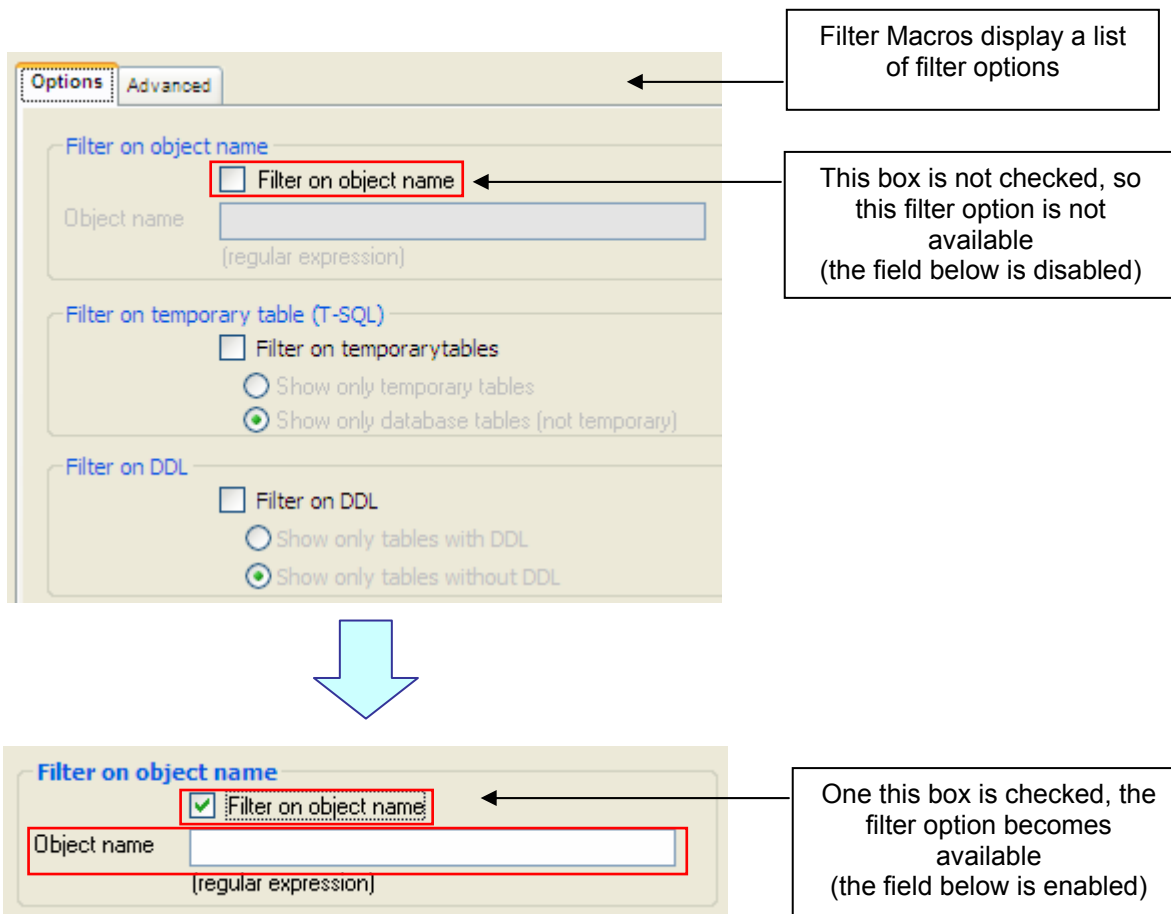 Filter Macros display a list
of filter options
Options Advanced
Filter on object name
Filter on object name
Object name
(regular expression)
This box is not checked, so
this filter option is not
available
(the field below is disabled)
Filter on temporary table (T-SQL)
Filter on temporarytables
Show only temporary tables
Show only database tables (not temporary)
Filter on DDL
Filter on DDL
Show only tables with DDL
Show only tables without DDL
Filter on object name
Filter on object name
Object name
(regular expression)
One this box is checked, the
filter option becomes
available
(the field below is enabled)